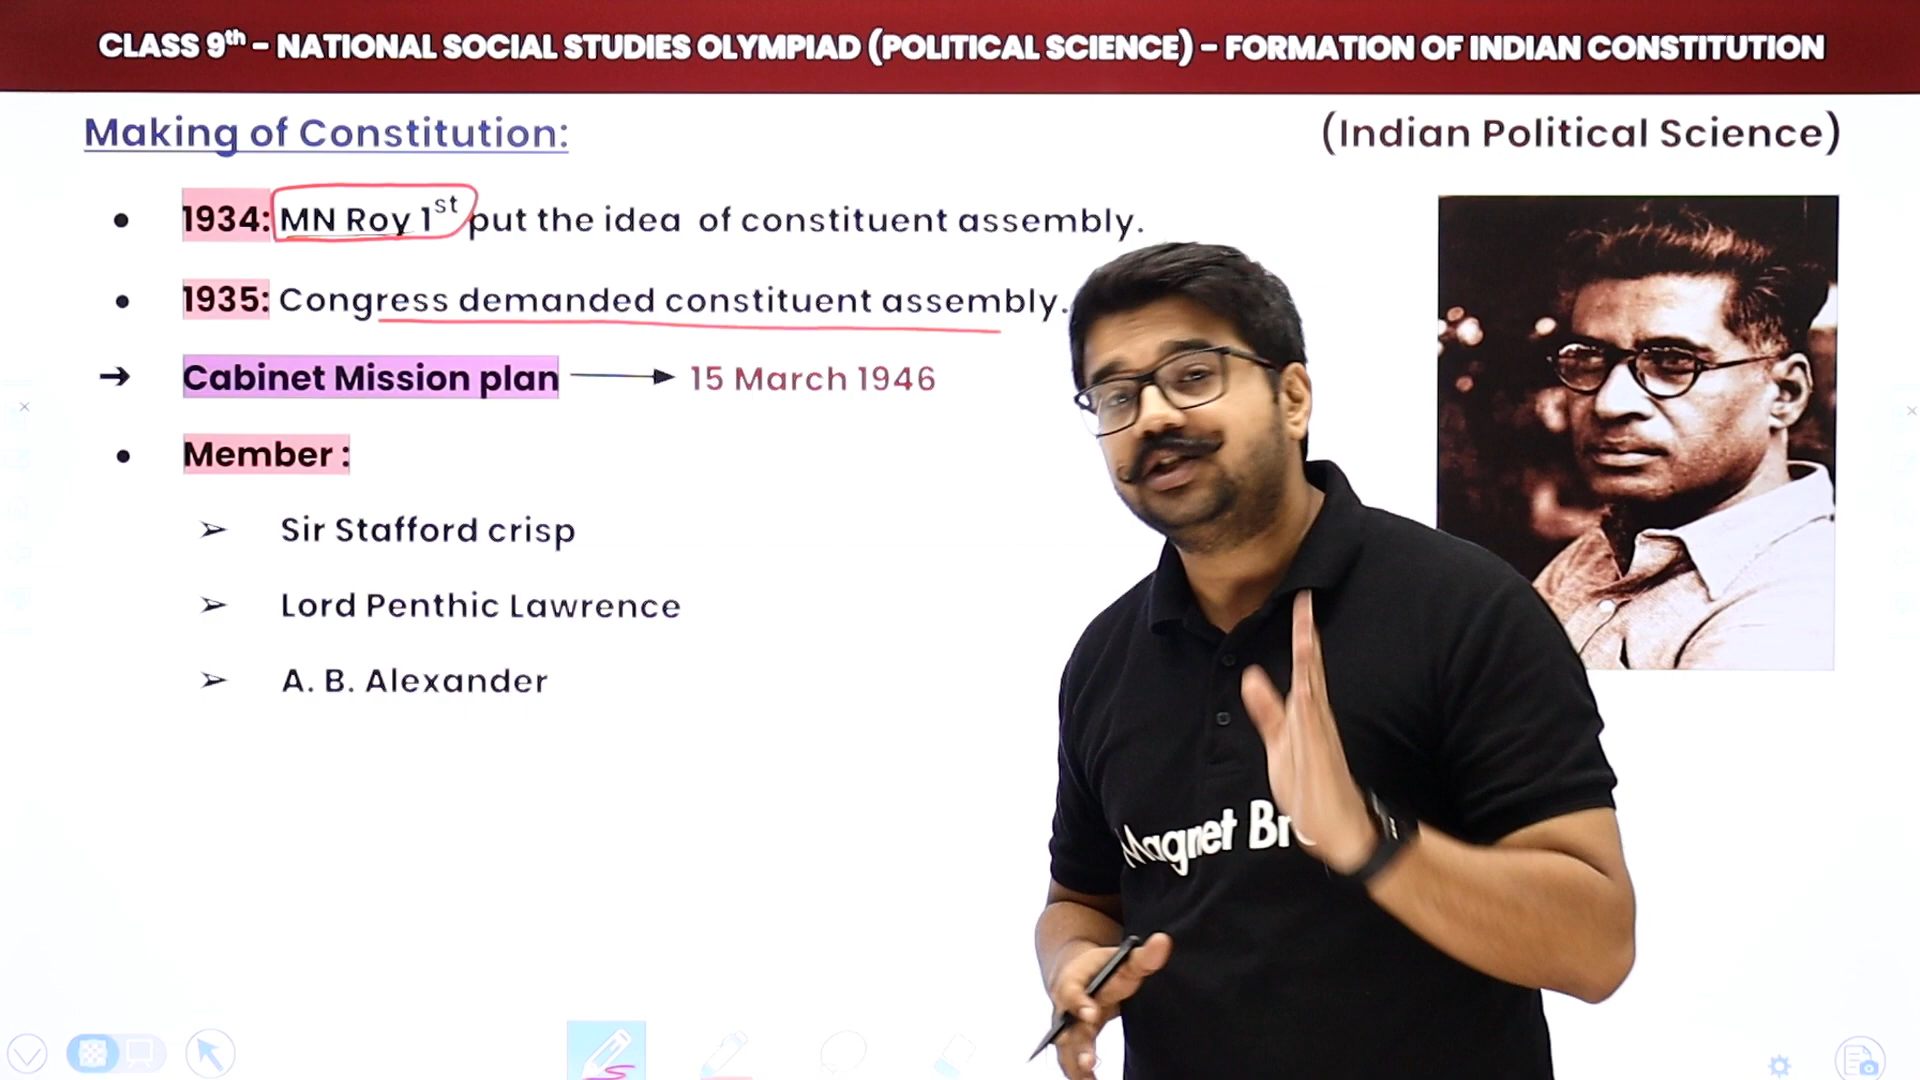 CLASS 9th – NATIONAL SOCIAL STUDIES OLYMPIAD (POLITICAL SCIENCE) – FORMATION OF INDIAN CONSTITUTION
Making of Constitution:
(Indian Political Science)
• 1934: MN Roy 1st put the idea of constituent assembly.
• 1935: Congress demanded constituent assembly.
→ Cabinet Mission plan → 15 March 1946
• Member :
➢ Sir Stafford crisp
➢ Lord Penthic Lawrence
➢ A. B. Alexander
Magnet Br